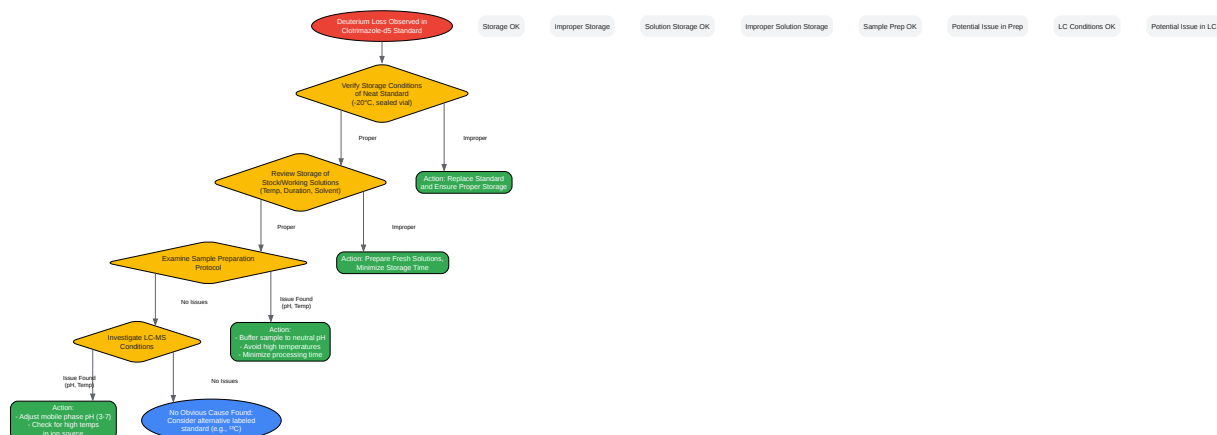 Deuterium Loss Observed in
Clotrimazole-d5 Standard
Storage OK
Improper Storage
Solution Storage OK
Improper Solution Storage
Sample Prep OK
Potential Issue in Prep
LC Conditions OK
Potential Issue in LC
Verify Storage Conditions
of Neat Standard
(-20°C, sealed vial)
Proper
Improper
Review Storage of
Stock/Working Solutions
(Temp, Duration, Solvent)
Action: Replace Standard
and Ensure Proper Storage
Proper
Improper
Examine Sample Preparation
Protocol
Action: Prepare Fresh Solutions,
Minimize Storage Time
No Issues
Issue Found
(pH, Temp)
Investigate LC-MS
Conditions
Action:
- Buffer sample to neutral pH
- Avoid high temperatures
- Minimize processing time
Issue Found
(pH, Temp)
No Issues
Action:
- Adjust mobile phase pH (3-7)
- Check for high temps
in ion source
No Obvious Cause Found:
Consider alternative labeled
standard (e.g., ¹³C)